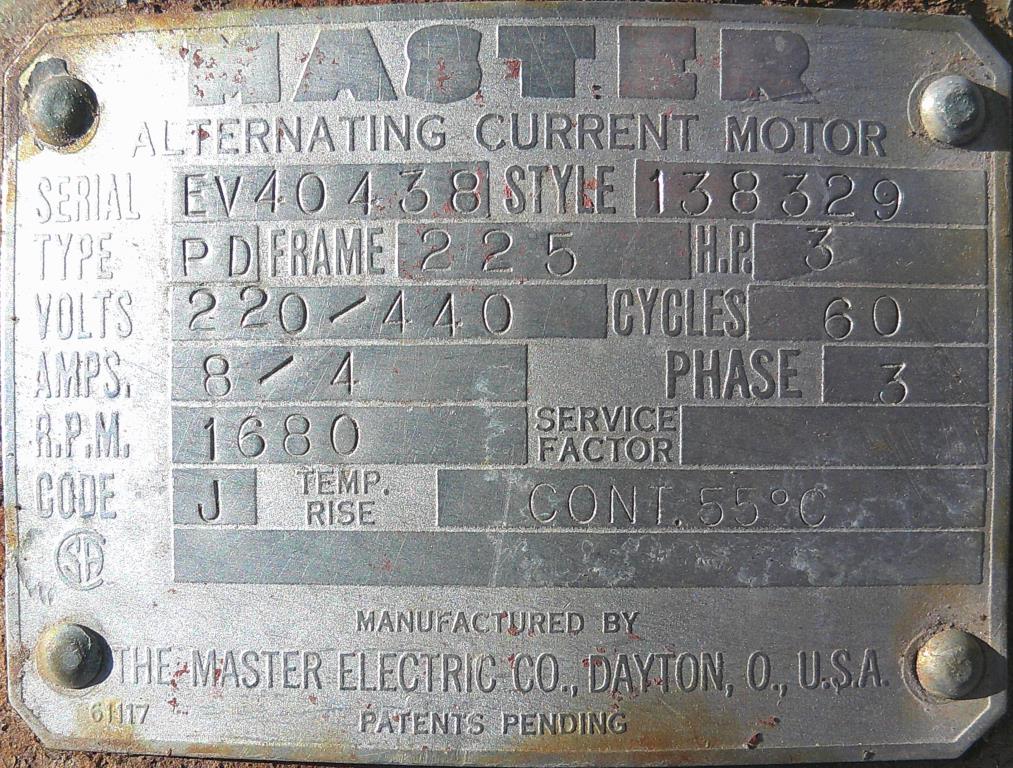 MASTER
ALTERNATING CURRENT MOTOR
SERIAL EV40438 STYLE 138329
TYPE PD FRAME 225 H.P. 3
VOLTS 220/440 CYCLES 60
AMPS. 8/4 PHASE 3
R.P.M. 1680 SERVICE FACTOR
CODE J TEMP. RISE CONT. 55°C
SA
MANUFACTURED BY
THE MASTER ELECTRIC CO., DAYTON, O., U.S.A.
61117 PATENTS PENDING